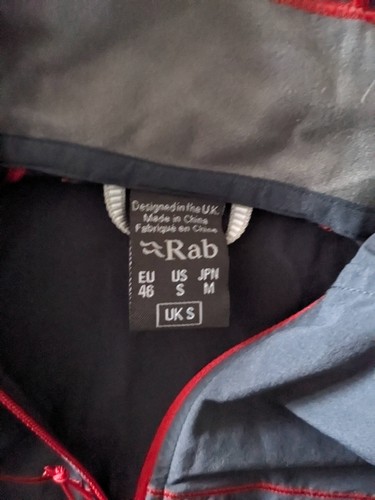 Designed in the U.K.
Made in China
Fabriqué en Chine
Rab
EU US JPN
46 S M
UK S